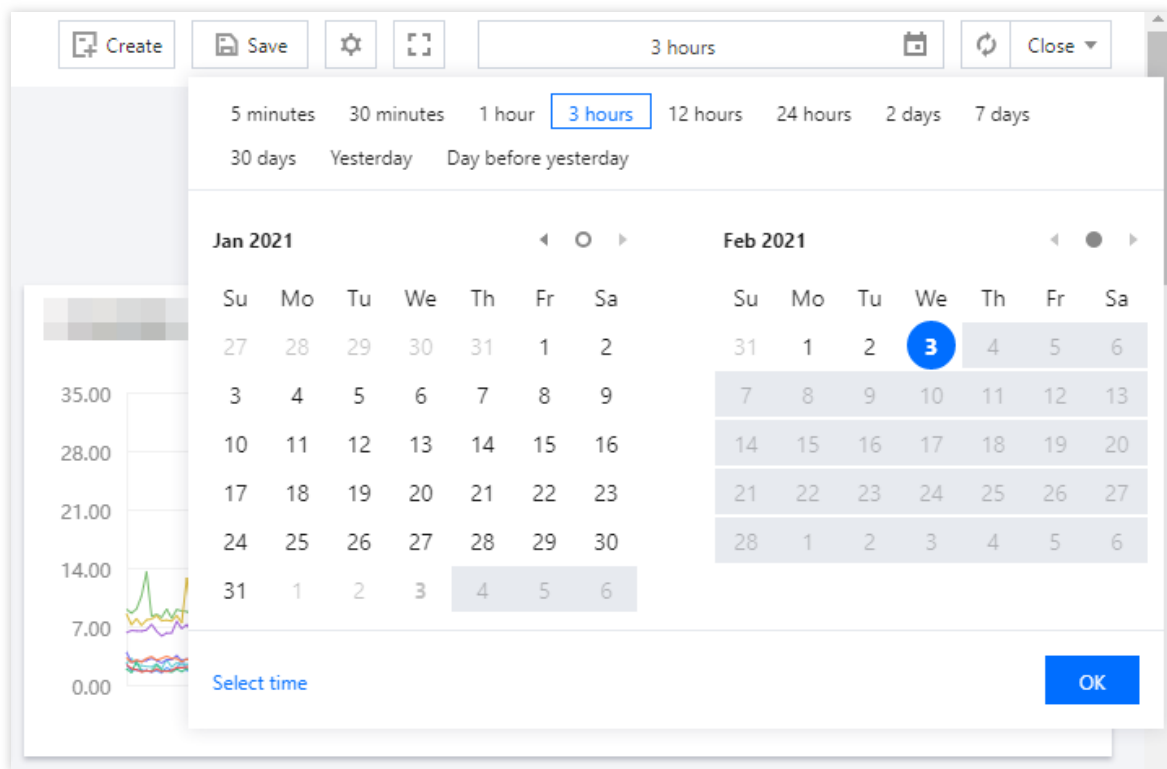 Create Save 3 hours Close
5 minutes 30 minutes 1 hour 3 hours 12 hours 24 hours 2 days 7 days
30 days Yesterday Day before yesterday
Jan 2021 Feb 2021
Su Mo Tu We Th Fr Sa Su Mo Tu We Th Fr Sa
27 28 29 30 31 1 2 31 1 2 3 4 5 6
3 4 5 6 7 8 9 7 8 9 10 11 12 13
10 11 12 13 14 15 16 14 15 16 17 18 19 20
17 18 19 20 21 22 23 21 22 23 24 25 26 27
24 25 26 27 28 29 30 28 1 2 3 4 5 6
31 1 2 3 4 5 6
Select time OK
35.00
28.00
21.00
14.00
7.00
0.00